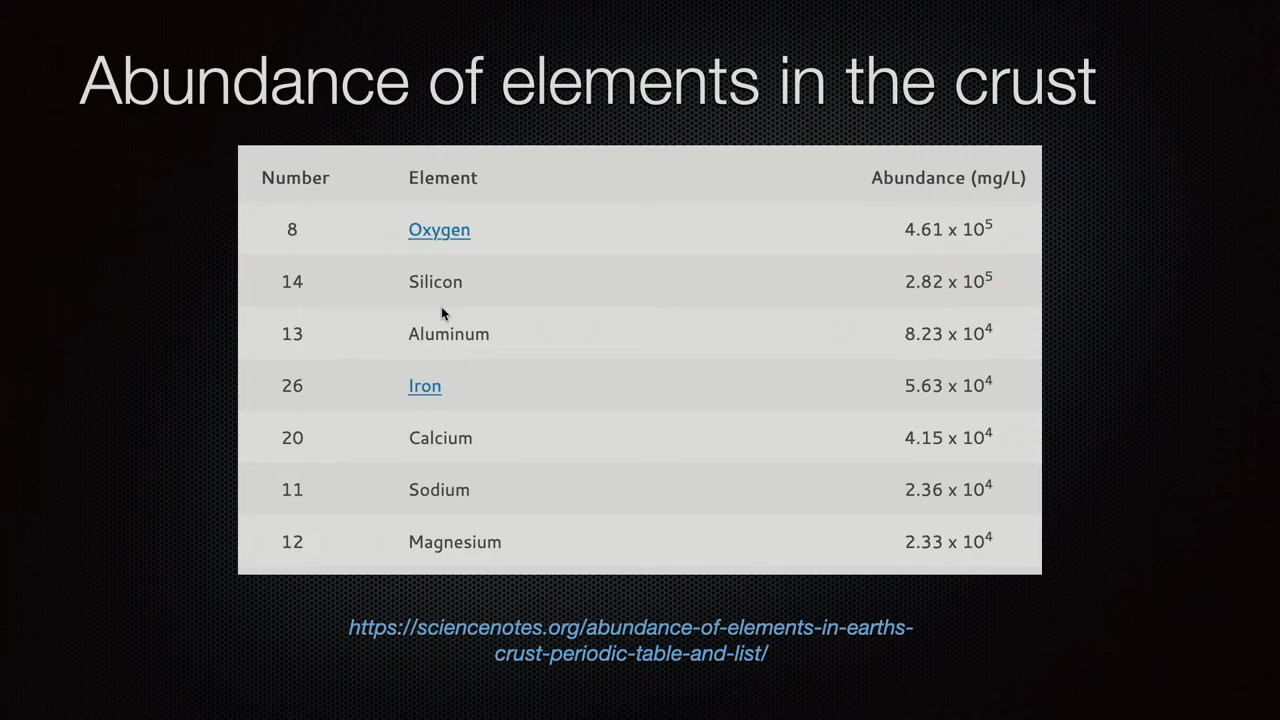 Abundance of elements in the crust
Number Element Abundance (mg/L)
8 Oxygen 4.61 x 10⁵
14 Silicon 2.82 x 10⁵
13 Aluminum 8.23 x 10⁴
26 Iron 5.63 x 10⁴
20 Calcium 4.15 x 10⁴
11 Sodium 2.36 x 10⁴
12 Magnesium 2.33 x 10⁴
https://sciencenotes.org/abundance-of-elements-in-earths-
crust-periodic-table-and-list/